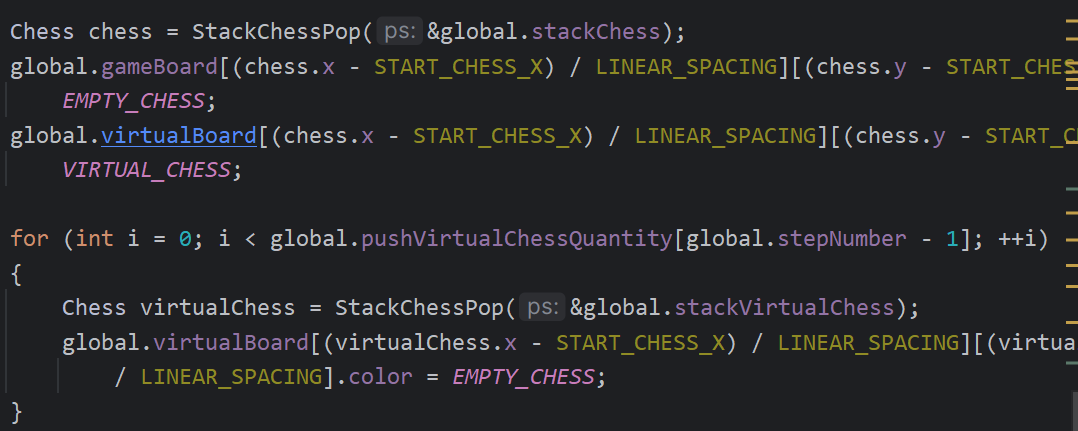 Chess chess = StackChessPop( ps: &global.stackChess);
global.gameBoard[(chess.x - START_CHESS_X) / LINEAR_SPACING][(chess.y - START_CHES
EMPTY_CHESS;
global.virtualBoard[(chess.x - START_CHESS_X) / LINEAR_SPACING][(chess.y - START_C
VIRTUAL_CHESS;
for (int i = 0; i < global.pushVirtualChessQuantity[global.stepNumber - 1]; ++i)
{
Chess virtualChess = StackChessPop( ps: &global.stackVirtualChess);
global.virtualBoard[(virtualChess.x - START_CHESS_X) / LINEAR_SPACING][(virtua
/ LINEAR_SPACING].color = EMPTY_CHESS;
}